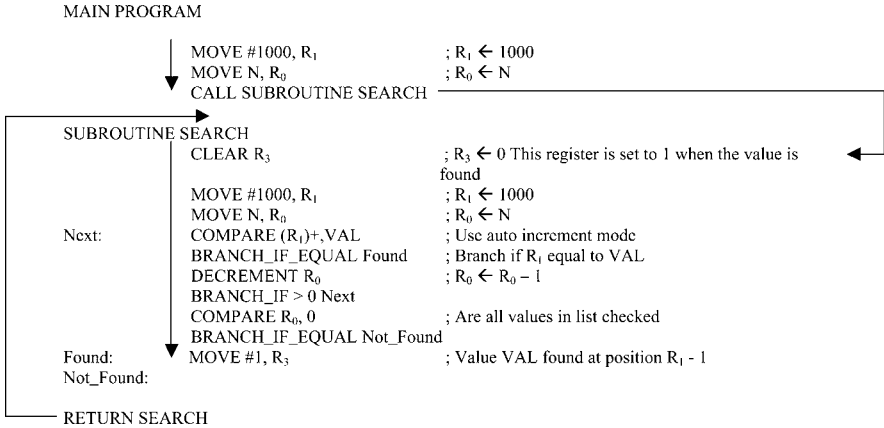 MAIN PROGRAM
MOVE #1000, R₁ ; R₁ ← 1000
MOVE N, R₀ ; R₀ ← N
CALL SUBROUTINE SEARCH
SUBROUTINE SEARCH
CLEAR R₃ ; R₃ ← 0 This register is set to 1 when the value is
found
MOVE #1000, R₁ ; R₁ ← 1000
MOVE N, R₀ ; R₀ ← N
Next: COMPARE (R₁)+,VAL ; Use auto increment mode
BRANCH_IF_EQUAL Found ; Branch if R₁ equal to VAL
DECREMENT R₀ ; R₀ ← R₀ – 1
BRANCH_IF > 0 Next
COMPARE R₀, 0 ; Are all values in list checked
BRANCH_IF_EQUAL Not_Found
Found: MOVE #1, R₃ ; Value VAL found at position R₁ - 1
Not_Found:
RETURN SEARCH